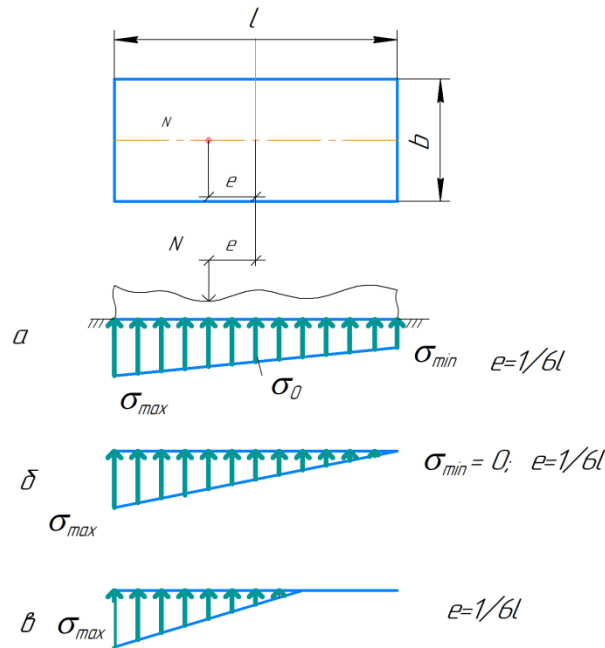 l
N
b
e
N e
а
σmin e=1/6l
σmax
σ0
б
σmin = 0; e=1/6l
σmax
в σmax
e=1/6l